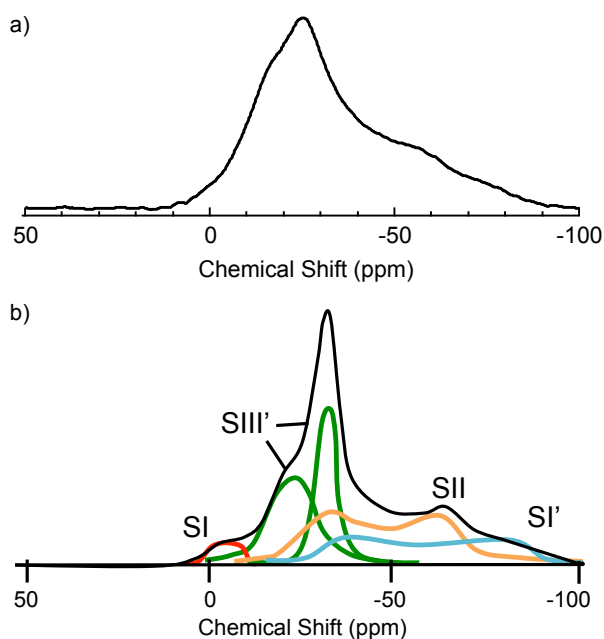 a)
50 0 -50 -100
Chemical Shift (ppm)
b)
SIII'
SI SII SI'
50 0 -50 -100
Chemical Shift (ppm)